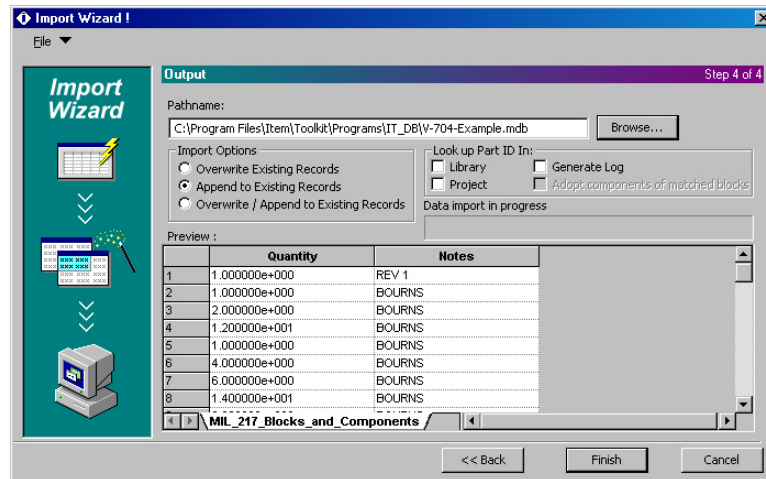 Import Wizard !
File
Import
Wizard
Output Step 4 of 4
Pathname:
C:\Program Files\Item\Toolkit\Programs\IT_DB\V-704-Example.mdb Browse...
Import Options
Overwrite Existing Records
Append to Existing Records
Overwrite / Append to Existing Records
Look up Part ID In:
Library Generate Log
Project Adopt components of matched blocks
Data import in progress
Preview :
Quantity Notes
1 1.000000e+000 REV 1
2 1.000000e+000 BOURNS
3 2.000000e+000 BOURNS
4 1.200000e+001 BOURNS
5 1.000000e+000 BOURNS
6 4.000000e+000 BOURNS
7 6.000000e+000 BOURNS
8 1.400000e+001 BOURNS
MIL_217_Blocks_and_Components
<< Back Finish Cancel